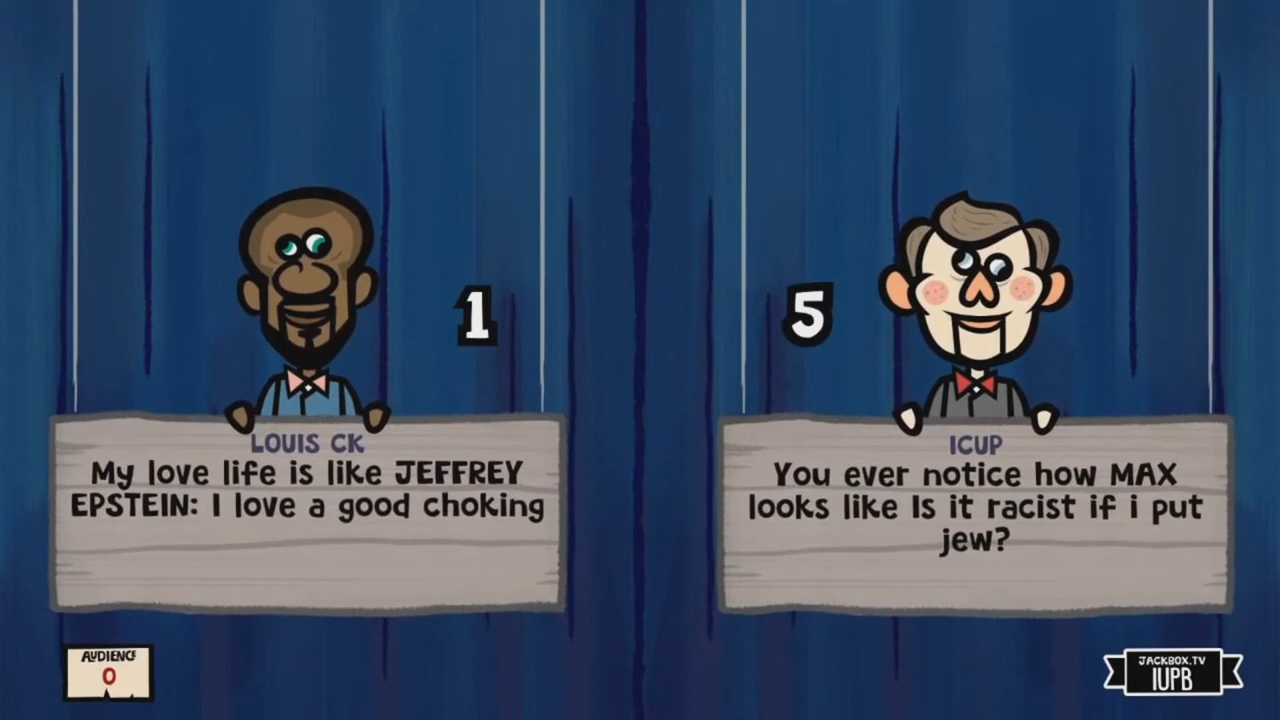 1
5
LOUIS CK
My love life is like JEFFREY
EPSTEIN: I love a good choking
ICUP
You ever notice how MAX
looks like Is it racist if i put
jew?
AUDIENCE
0
JACKBOX.TV
IUPB